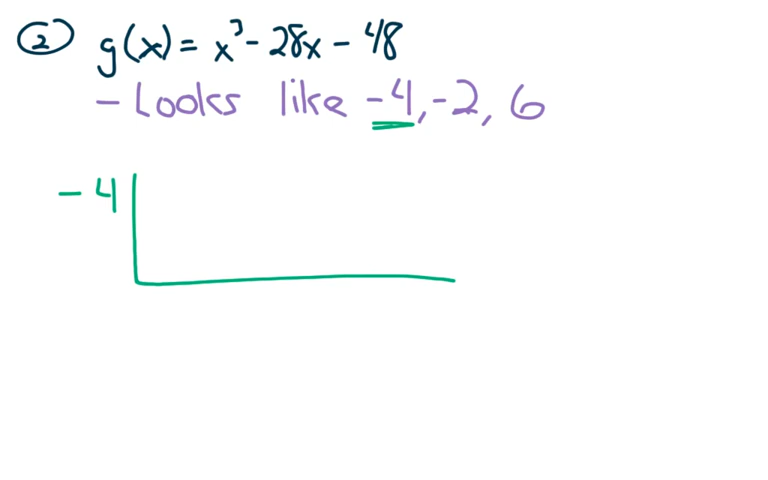 ② g(x) = x³ - 28x - 48
- Looks like -4, -2, 6
-4